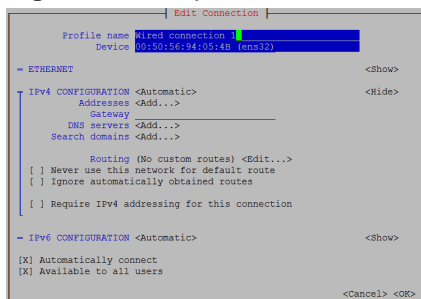 Edit Connection
Profile name Wired connection 1
Device 00:50:56:94:05:4B (ens32)
= ETHERNET <Show>
IPv4 CONFIGURATION <Automatic> <Hide>
Addresses <Add...>
Gateway
DNS servers <Add...>
Search domains <Add...>
Routing (No custom routes) <Edit...>
[ ] Never use this network for default route
[ ] Ignore automatically obtained routes
[ ] Require IPv4 addressing for this connection
= IPv6 CONFIGURATION <Automatic> <Show>
[X] Automatically connect
[X] Available to all users
<Cancel> <OK>